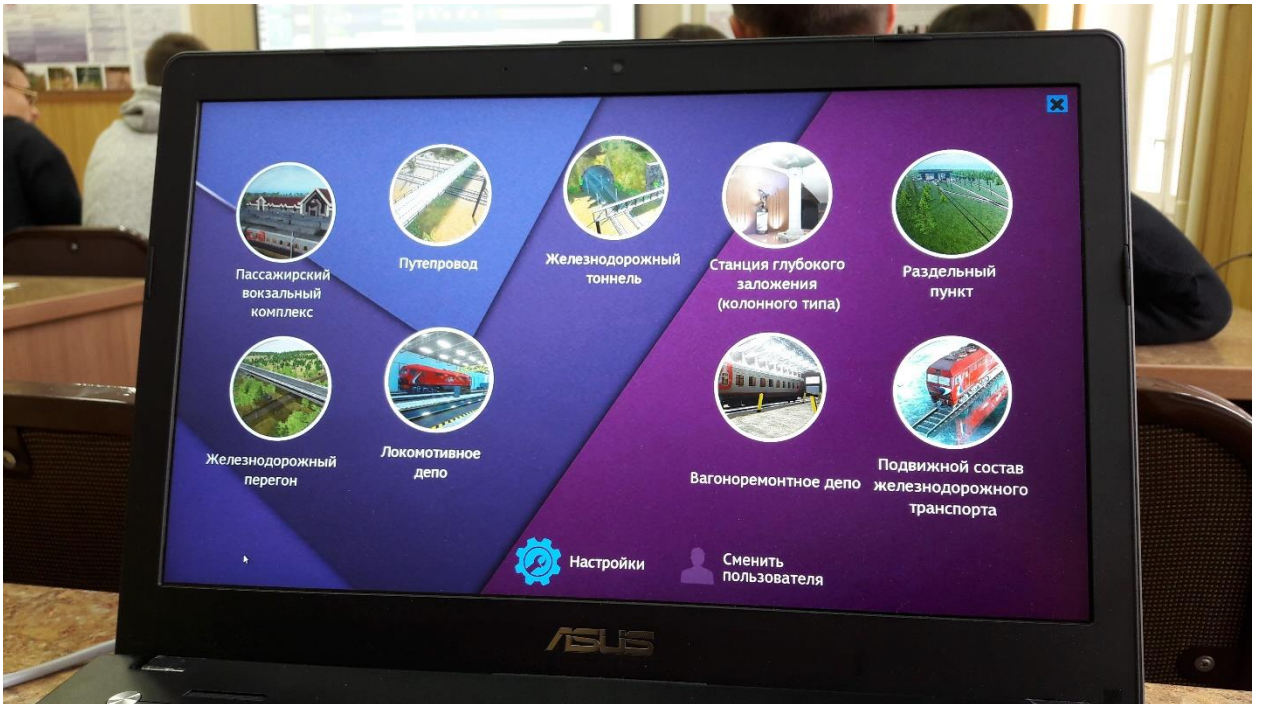 Пассажирский
вокзальный
комплекс
Путепровод
Железнодорожный
тоннель
Станция глубокого
заложения
(колонного типа)
Раздельный
пункт
Железнодорожный
перегон
Локомотивное
депо
Вагоноремонтное депо
Подвижной состав
железнодорожного
транспорта
Настройки
Сменить
пользователя
ASUS